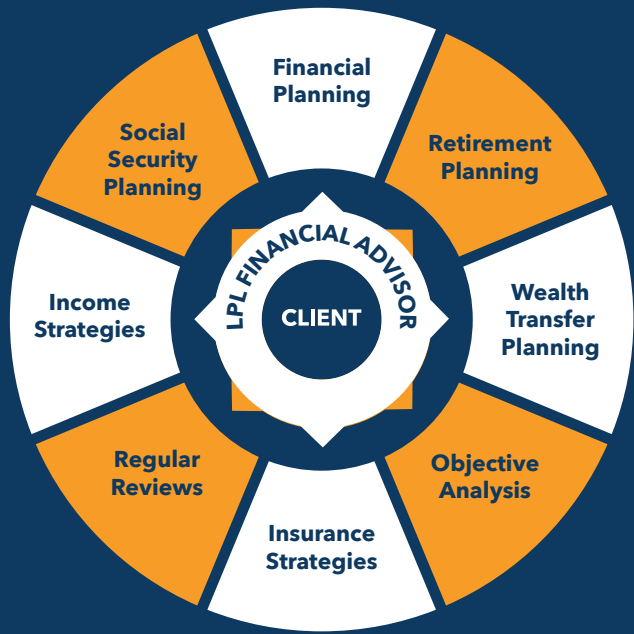 Financial
Planning
Retirement
Planning
Wealth
Transfer
Planning
Objective
Analysis
Insurance
Strategies
Regular
Reviews
Income
Strategies
Social
Security
Planning
LPL FINANCIAL ADVISOR
CLIENT